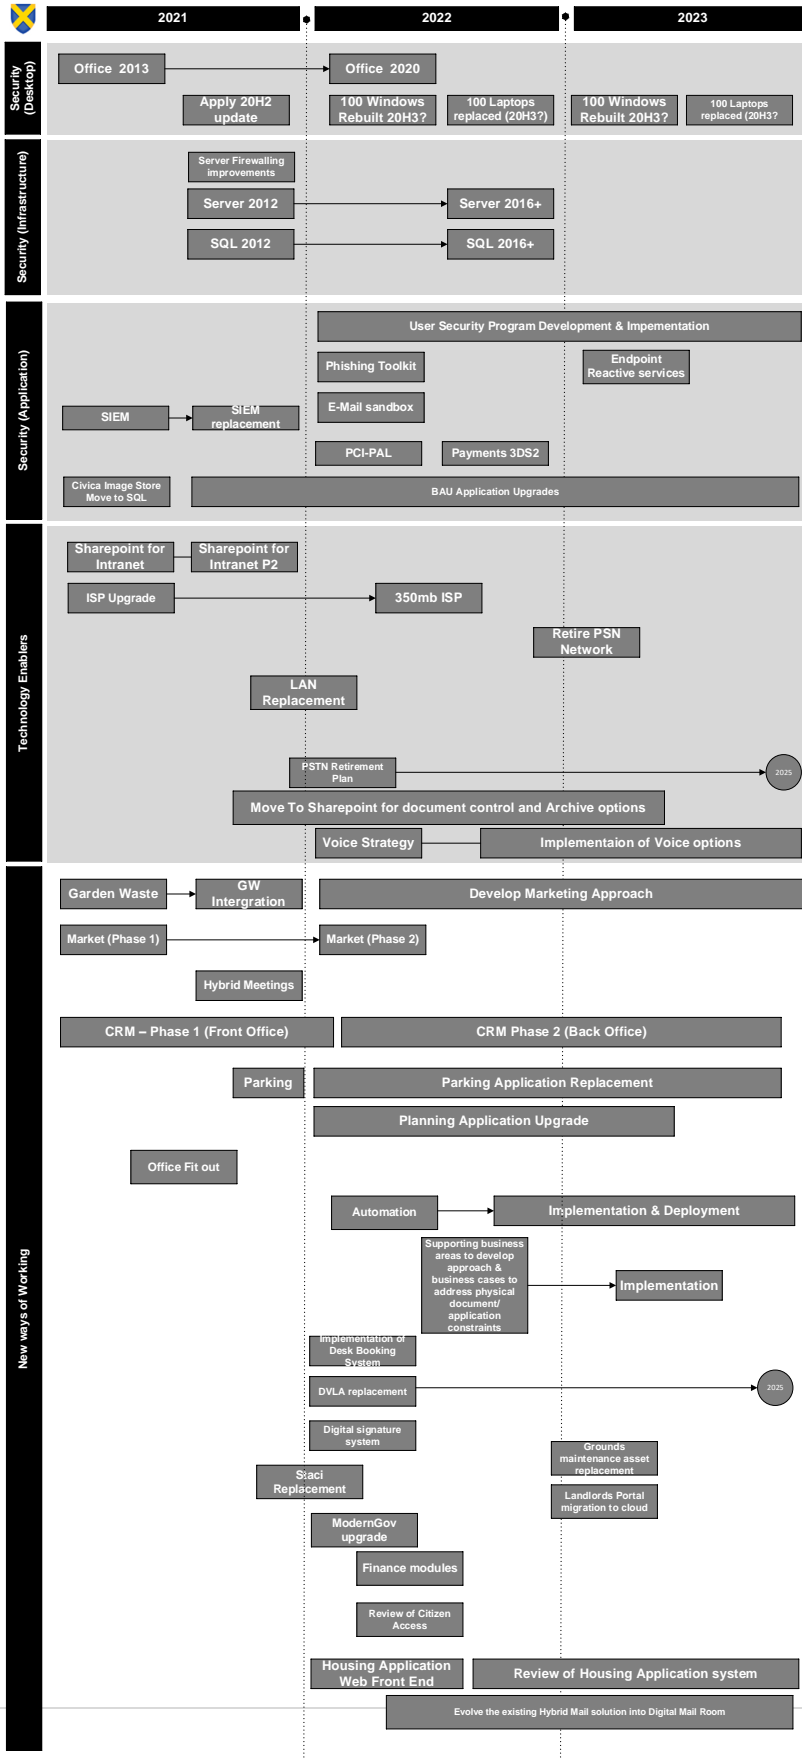 2021
2022
2023
Security
(Desktop)
Office 2013
Office 2020
Apply 20H2
update
100 Windows
Rebuilt 20H3?
100 Laptops
replaced (20H3?)
100 Windows
Rebuilt 20H3?
100 Laptops
replaced (20H3?
Security (Infrastructure)
Server Firewalling
improvements
Server 2012
Server 2016+
SQL 2012
SQL 2016+
Security (Application)
User Security Program Development & Impementation
Phishing Toolkit
Endpoint
Reactive services
E-Mail sandbox
SIEM
SIEM
replacement
PCI-PAL
Payments 3DS2
Civica Image Store
Move to SQL
BAU Application Upgrades
Technology Enablers
Sharepoint for
Intranet
Sharepoint for
Intranet P2
ISP Upgrade
350mb ISP
Retire PSN
Network
LAN
Replacement
PSTN Retirement
Plan
2025
Move To Sharepoint for document control and Archive options
Voice Strategy
Implementaion of Voice options
New ways of Working
Garden Waste
GW
Intergration
Develop Marketing Approach
Market (Phase 1)
Market (Phase 2)
Hybrid Meetings
CRM – Phase 1 (Front Office)
CRM Phase 2 (Back Office)
Parking
Parking Application Replacement
Planning Application Upgrade
Office Fit out
Automation
Implementation & Deployment
Supporting business
areas to develop
approach &
business cases to
address physical
document/
application
constraints
Implementation
Implementation of
Desk Booking
System
DVLA replacement
2025
Digital signature
system
Grounds
maintenance asset
replacement
Staci
Replacement
Landlords Portal
migration to cloud
ModernGov
upgrade
Finance modules
Review of Citizen
Access
Housing Application
Web Front End
Review of Housing Application system
Evolve the existing Hybrid Mail solution into Digital Mail Room